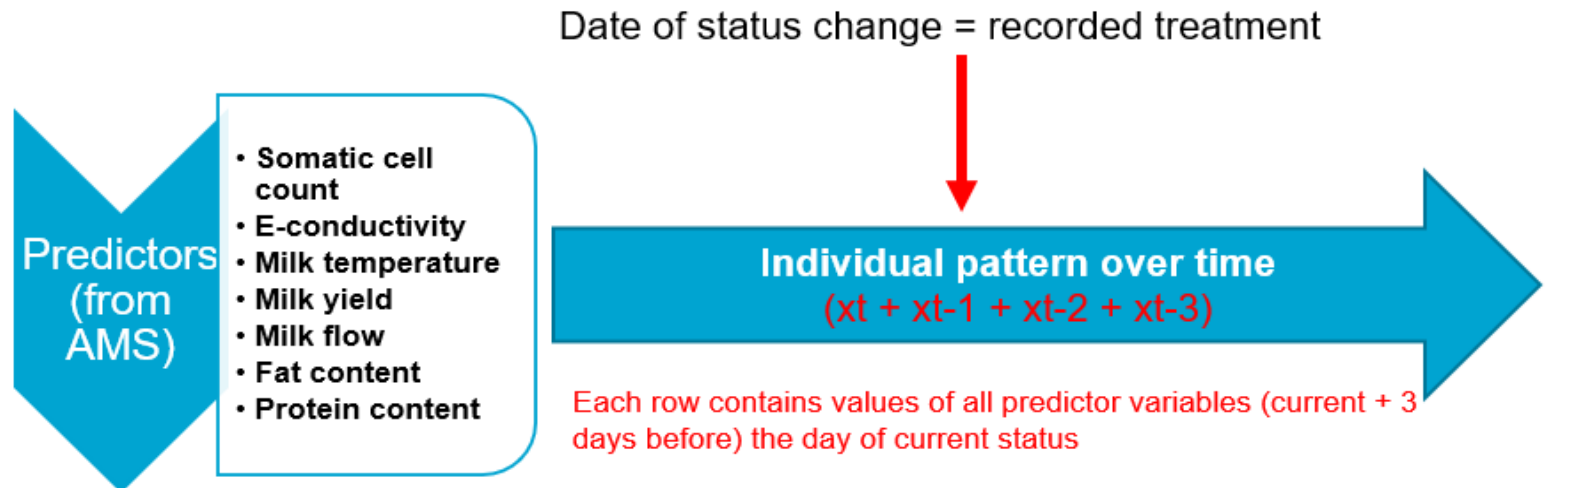 Date of status change = recorded treatment
Predictors
(from
AMS)
• Somatic cell
count
• E-conductivity
• Milk temperature
• Milk yield
• Milk flow
• Fat content
• Protein content
Individual pattern over time
(xt + xt-1 + xt-2 + xt-3)
Each row contains values of all predictor variables (current + 3
days before) the day of current status